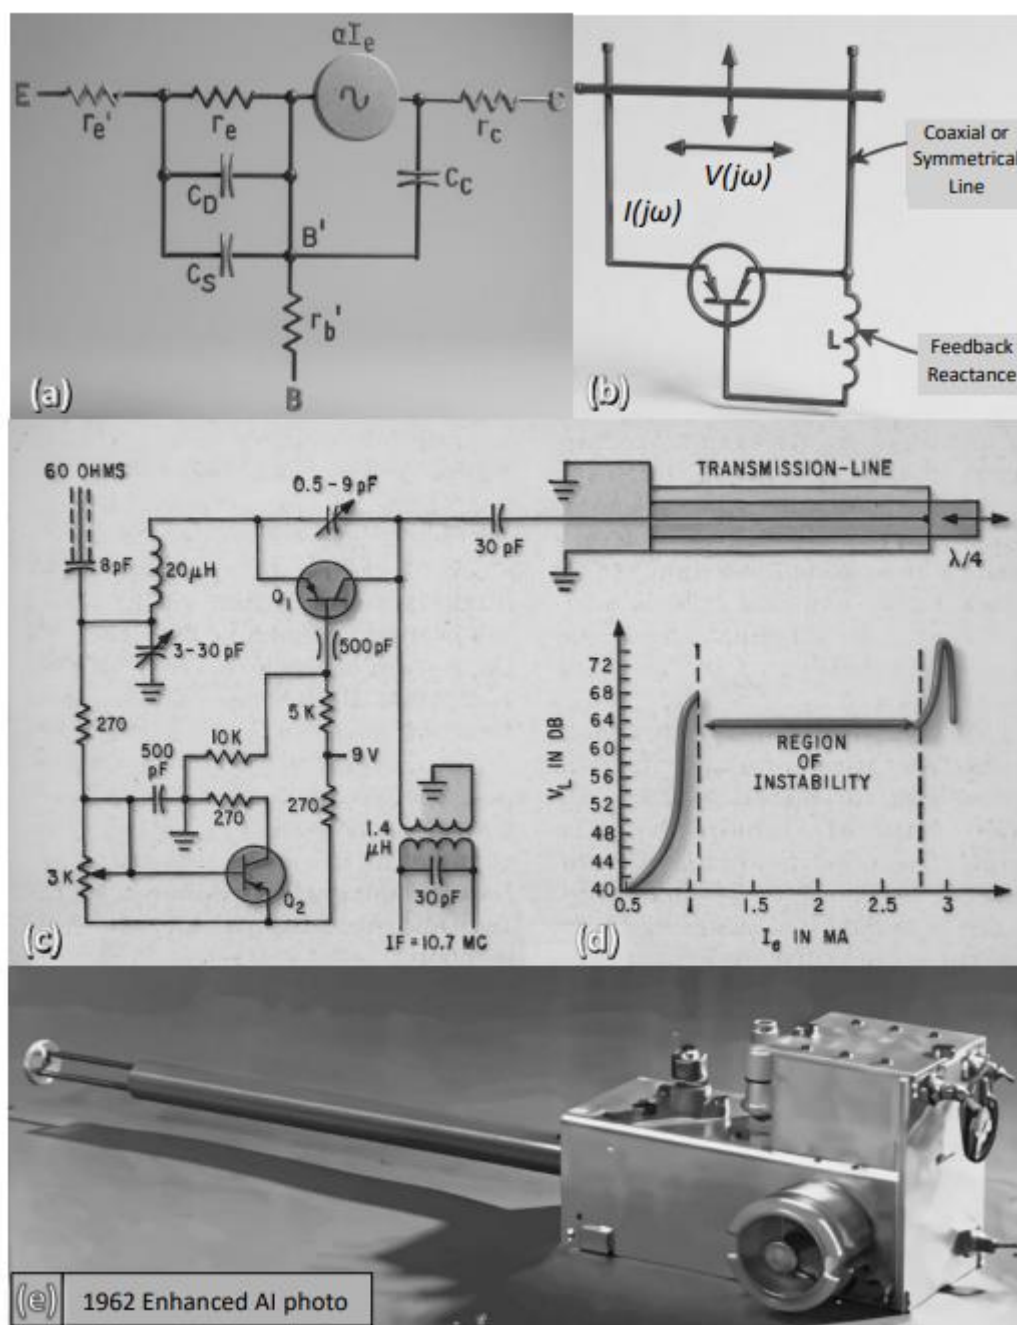 αIe
E
re'
re
rc
C
CD
CC
B'
CS
rb'
B
(a)
V(jω)
I(jω)
L
Coaxial or
Symmetrical
Line
Feedback
Reactance
(b)
60 OHMS
8pF
20μH
3-30 pF
0.5-9 pF
Q1
500pF
30 pF
TRANSMISSION-LINE
λ/4
270
5K
10K
9V
500
pF
270
270
3K
Q2
1.4
μH
30pF
IF=10.7 MC
(c)
VL IN DB
72
68
64
60
56
52
48
44
40
REGION
OF
INSTABILITY
0.5 1 1.5 2 2.5 3
Ie IN MA
(d)
(e) 1962 Enhanced AI photo